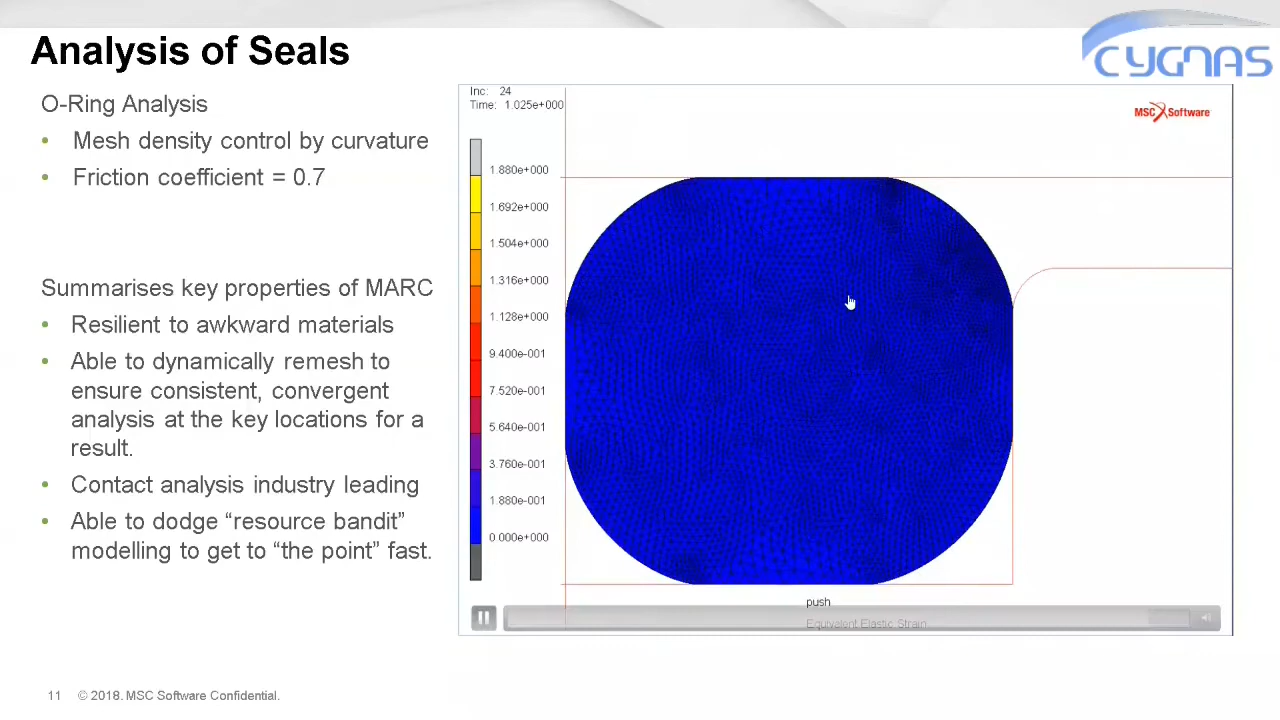 Analysis of Seals
CYGNAS
O-Ring Analysis
• Mesh density control by curvature
• Friction coefficient = 0.7
Summarises key properties of MARC
• Resilient to awkward materials
• Able to dynamically remesh to
ensure consistent, convergent
analysis at the key locations for a
result.
• Contact analysis industry leading
• Able to dodge “resource bandit”
modelling to get to “the point” fast.
Inc: 24
Time: 1.025e+000
MSC Software
1.880e+000
1.692e+000
1.504e+000
1.316e+000
1.128e+000
9.400e-001
7.520e-001
5.640e-001
3.760e-001
1.880e-001
0.000e+000
push
Equivalent Elastic Strain
11 © 2018. MSC Software Confidential.